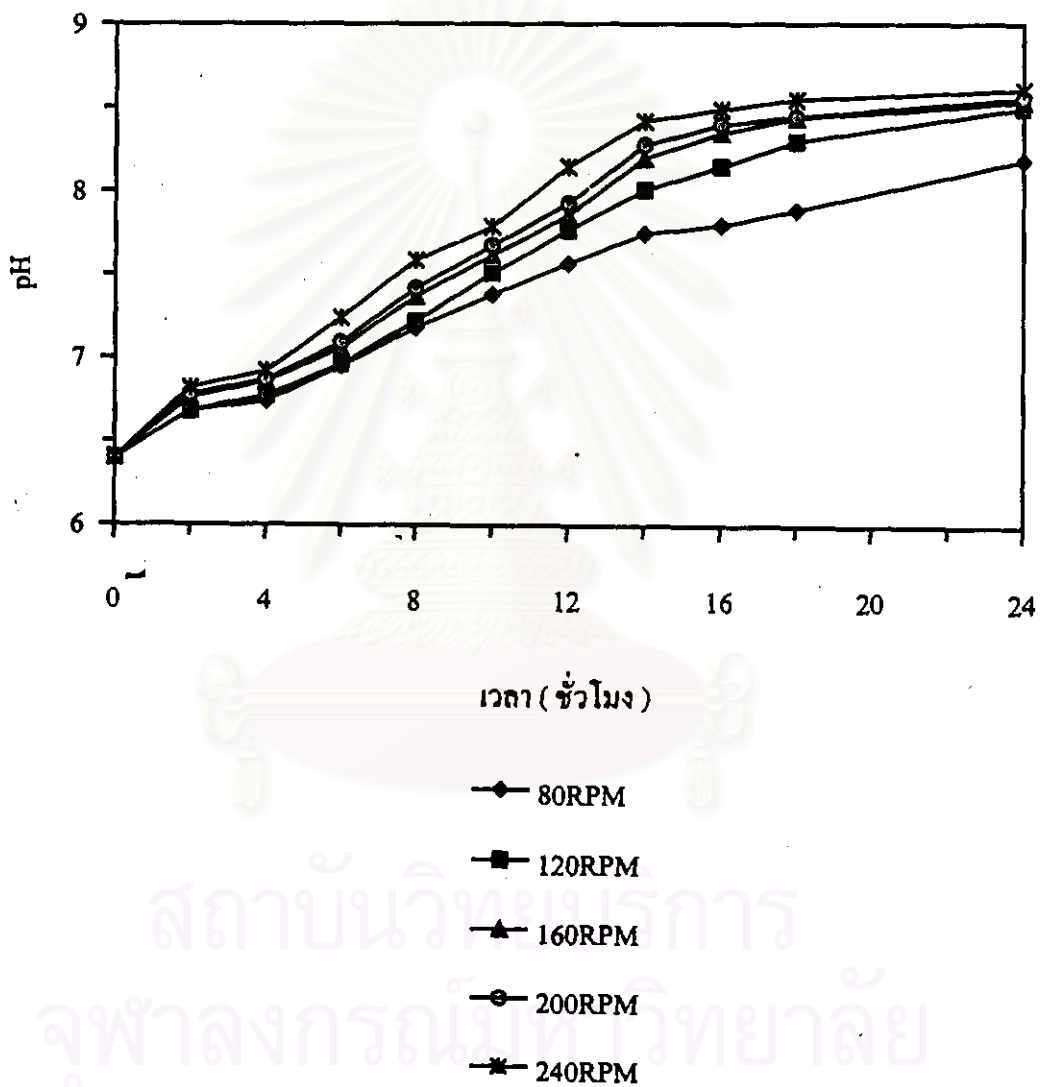 9
8
pH
7
6
0 4 8 12 16 20 24
เวลา ( ชั่วโมง )
80RPM
120RPM
160RPM
200RPM
240RPM
สถาบันวิทยบริการ
จุฬาลงกรณ์มหาวิทยาลัย